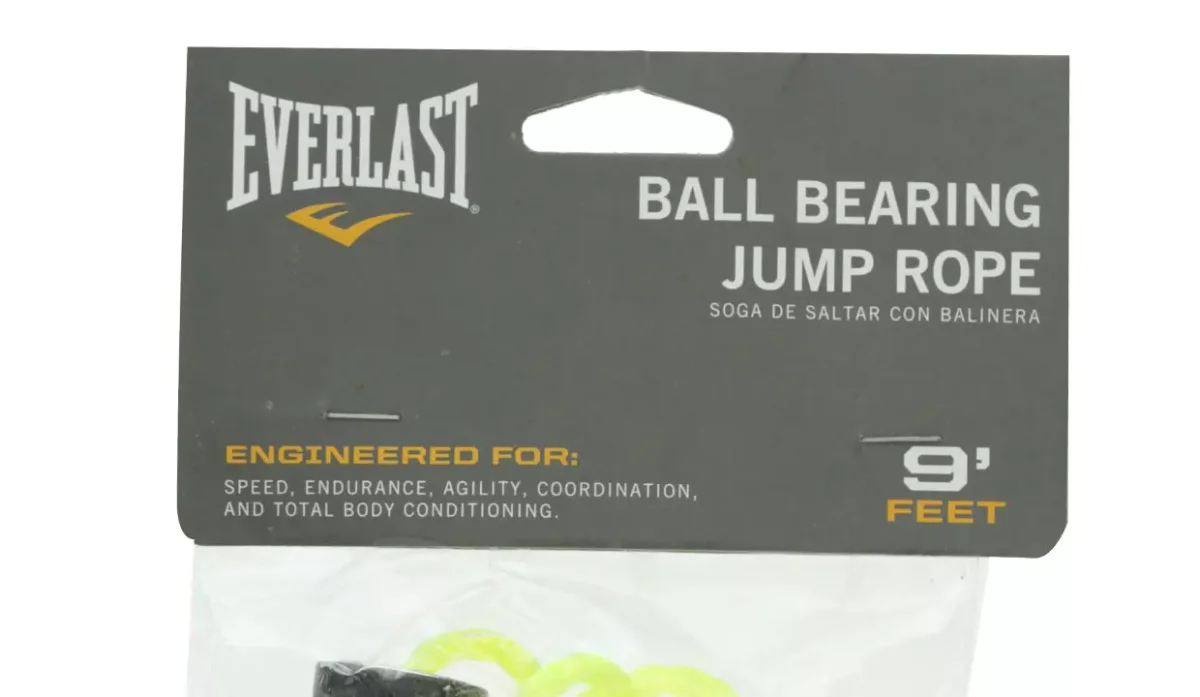 EVERLAST®
BALL BEARING
JUMP ROPE
SOGA DE SALTAR CON BALINERA
ENGINEERED FOR:
SPEED, ENDURANCE, AGILITY, COORDINATION,
AND TOTAL BODY CONDITIONING.
9'
FEET